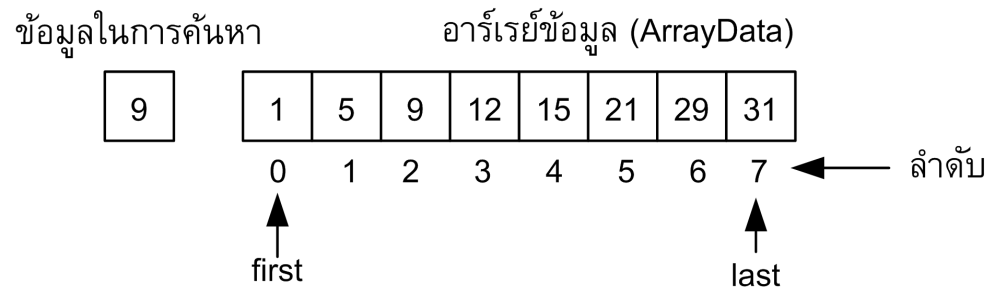 ข้อมูลในการค้นหา อาร์เรย์ข้อมูล (ArrayData)
9 1 5 9 12 15 21 29 31
0 1 2 3 4 5 6 7 ลำดับ
first last